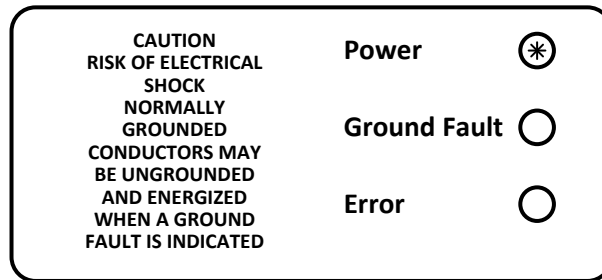 CAUTION
RISK OF ELECTRICAL
SHOCK
NORMALLY
GROUNDED
CONDUCTORS MAY
BE UNGROUNDED
AND ENERGIZED
WHEN A GROUND
FAULT IS INDICATED
Power
Ground Fault
Error